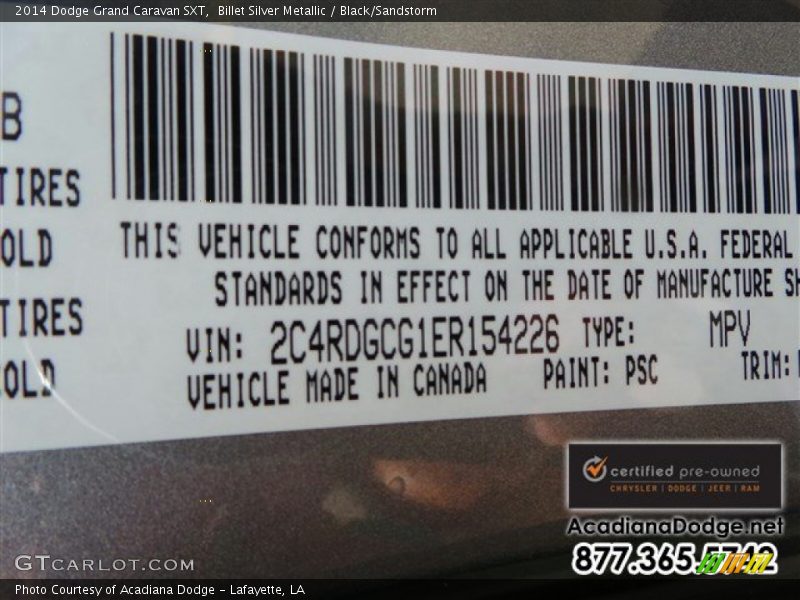 2014 Dodge Grand Caravan SXT,  Billet Silver Metallic / Black/Sandstorm
B
TIRES
OLD
TIRES
OLD
THIS VEHICLE CONFORMS TO ALL APPLICABLE U.S.A. FEDERAL
STANDARDS IN EFFECT ON THE DATE OF MANUFACTURE SH
VIN: 2C4RDGCG1ER154226 TYPE: MPV
VEHICLE MADE IN CANADA PAINT: PSC TRIM:
certified pre-owned
CHRYSLER | DODGE | JEEP | RAM
AcadianaDodge.net
877.365.5742
GTCARLOT.COM
Photo Courtesy of Acadiana Dodge - Lafayette, LA